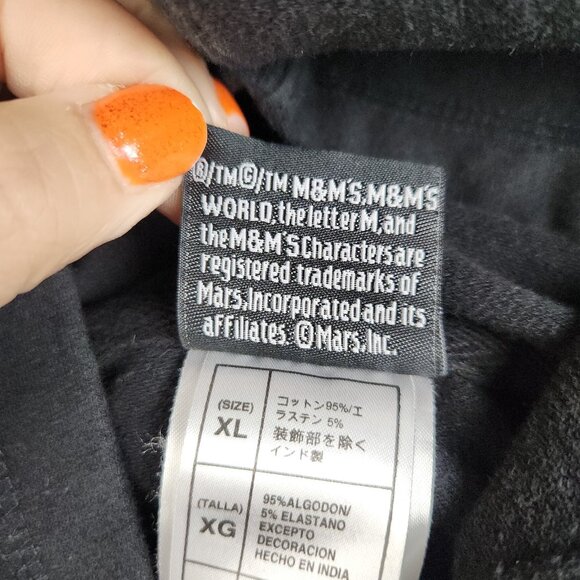 ®/TM©/TM M&M'S, M&M'S
WORLD, the letter M, and
the M&M'S Characters are
registered trademarks of
Mars, Incorporated and its
affiliates. © Mars, Inc.
(SIZE)
XL
コットン95%/エ
ラステン 5%
装飾部を除く
インド製
(TALLA)
XG
95%ALGODON/
5% ELASTANO
EXCEPTO
DECORACION
HECHO EN INDIA